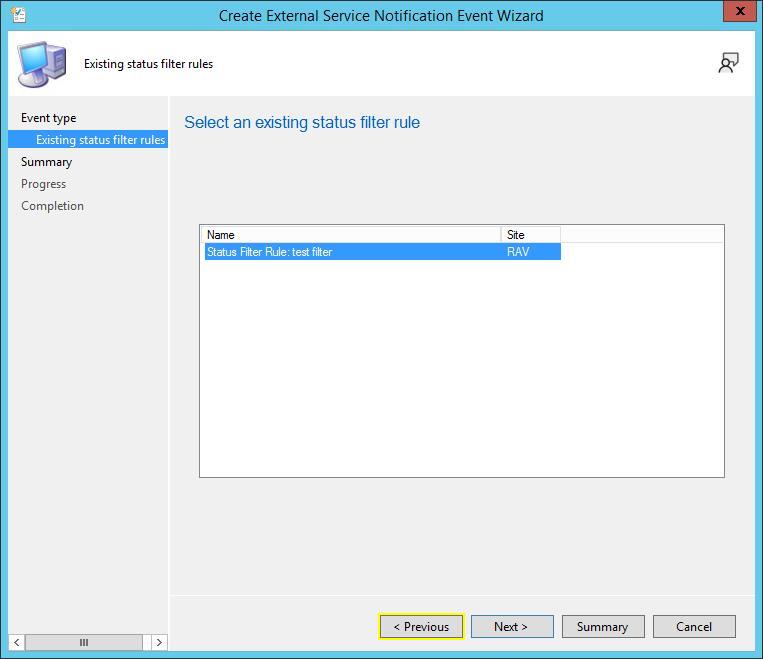 Create External Service Notification Event Wizard
x
Existing status filter rules
Event type
Existing status filter rules
Summary
Progress
Completion
Select an existing status filter rule
Name Site
Status Filter Rule: test filter RAV
< Previous Next > Summary Cancel